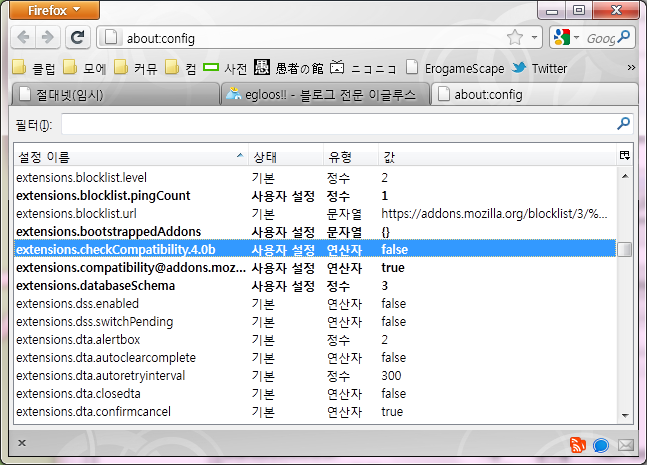 Firefox
about:config
Goog
클럽 모에 커뮤 컴 사전 愚 愚者の館 ニコニコ ErogameScape Twitter »
절대넷(임시) egloos!! - 블로그 전문 이글루스 about:config
필터(I):
설정 이름 상태 유형 값
extensions.blocklist.level 기본 정수 2
extensions.blocklist.pingCount 사용자 설정 정수 1
extensions.blocklist.url 기본 문자열 https://addons.mozilla.org/blocklist/3/%...
extensions.bootstrappedAddons 사용자 설정 문자열 {}
extensions.checkCompatibility.4.0b 사용자 설정 연산자 false
extensions.compatibility@addons.moz... 사용자 설정 연산자 true
extensions.databaseSchema 사용자 설정 정수 3
extensions.dss.enabled 기본 연산자 false
extensions.dss.switchPending 기본 연산자 false
extensions.dta.alertbox 기본 정수 2
extensions.dta.autoclearcomplete 기본 연산자 false
extensions.dta.autoretryinterval 기본 정수 300
extensions.dta.closedta 기본 연산자 false
extensions.dta.confirmcancel 기본 연산자 true